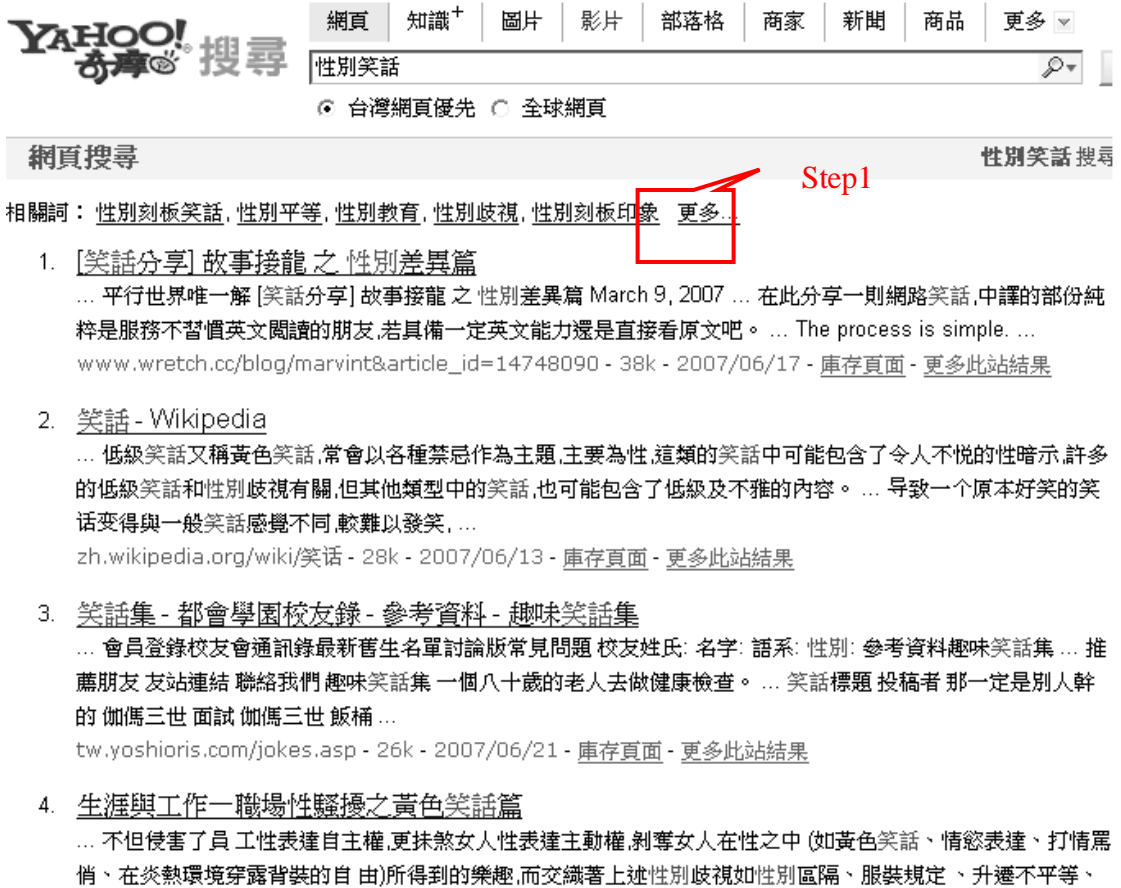 YAHOO!奇摩 搜尋
網頁 知識+ 圖片 影片 部落格 商家 新聞 商品 更多
性別笑話
台灣網頁優先 全球網頁
網頁搜尋 性別笑話 搜尋
Step1
相關詞： 性別刻板笑話, 性別平等, 性別教育, 性別歧視, 性別刻板印象 更多...
1. [笑話分享] 故事接龍 之 性別差異篇
... 平行世界唯一解 [笑話分享] 故事接龍 之 性別差異篇 March 9, 2007 ... 在此分享一則網路笑話,中譯的部份純
粹是服務不習慣英文閱讀的朋友,若具備一定英文能力還是直接看原文吧。 ... The process is simple. ...
www.wretch.cc/blog/marvint&article_id=14748090 - 38k - 2007/06/17 - 庫存頁面 - 更多此站結果
2. 笑話 - Wikipedia
... 低級笑話又稱黃色笑話,常會以各種禁忌作為主題,主要為性,這類的笑話中可能包含了令人不悅的性暗示,許多
的低級笑話和性別歧視有關,但其他類型中的笑話,也可能包含了低級及不雅的內容。 ... 导致一个原本好笑的笑
话变得與一般笑話感覺不同,較難以發笑, ...
zh.wikipedia.org/wiki/笑话 - 28k - 2007/06/13 - 庫存頁面 - 更多此站結果
3. 笑話集 - 都會學園校友錄 - 參考資料 - 趣味笑話集
... 會員登錄校友會通訊錄最新舊生名單討論版常見問題 校友姓氏: 名字: 語系: 性別: 參考資料趣味笑話集 ... 推
薦朋友 友站連結 聯絡我們 趣味笑話集 一個八十歲的老人去做健康檢查。 ... 笑話標題 投稿者 那一定是別人幹
的 伽傌三世 面試 伽傌三世 飯桶 ...
tw.yoshioris.com/jokes.asp - 26k - 2007/06/21 - 庫存頁面 - 更多此站結果
4. 生涯與工作一職場性騷擾之黃色笑話篇
... 不但侵害了員 工性表達自主權,更抹煞女人性表達主動權,剝奪女人在性之中 (如黃色笑話、情慾表達、打情罵
俏、在炎熱環境穿露背裝的自 由)所得到的樂趣,而交織著上述性別歧視如性別區隔、服裝規定 、升遷不平等、